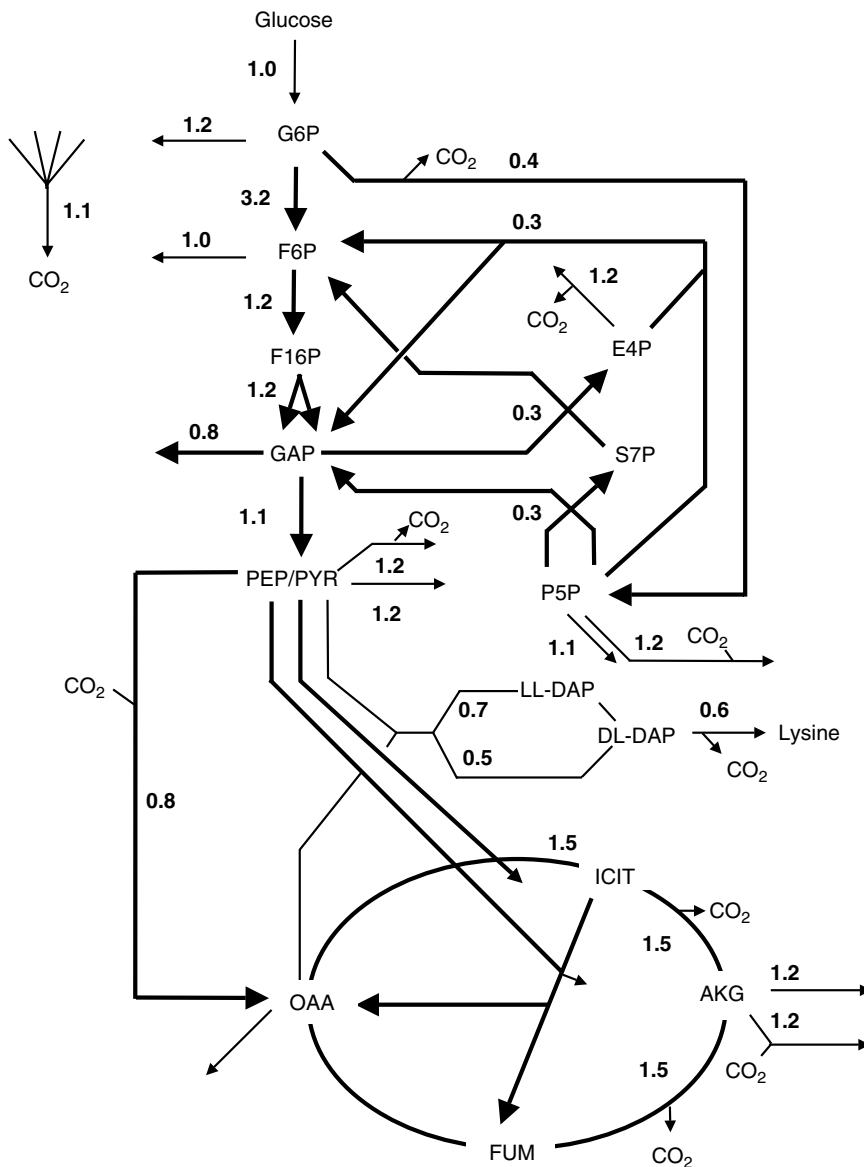 Glucose
1.0
1.2
G6P
CO2
0.4
3.2
1.1
0.3
1.0
F6P
CO2
1.2
1.2
CO2
E4P
F16P
1.2
0.3
0.8
GAP
S7P
1.1
0.3
CO2
PEP/PYR
1.2
1.2
P5P
1.1
1.2
CO2
CO2
0.7
LL-DAP
0.6
DL-DAP
Lysine
0.5
CO2
0.8
1.5
ICIT
CO2
1.5
OAA
AKG
1.2
1.2
CO2
1.5
FUM
CO2